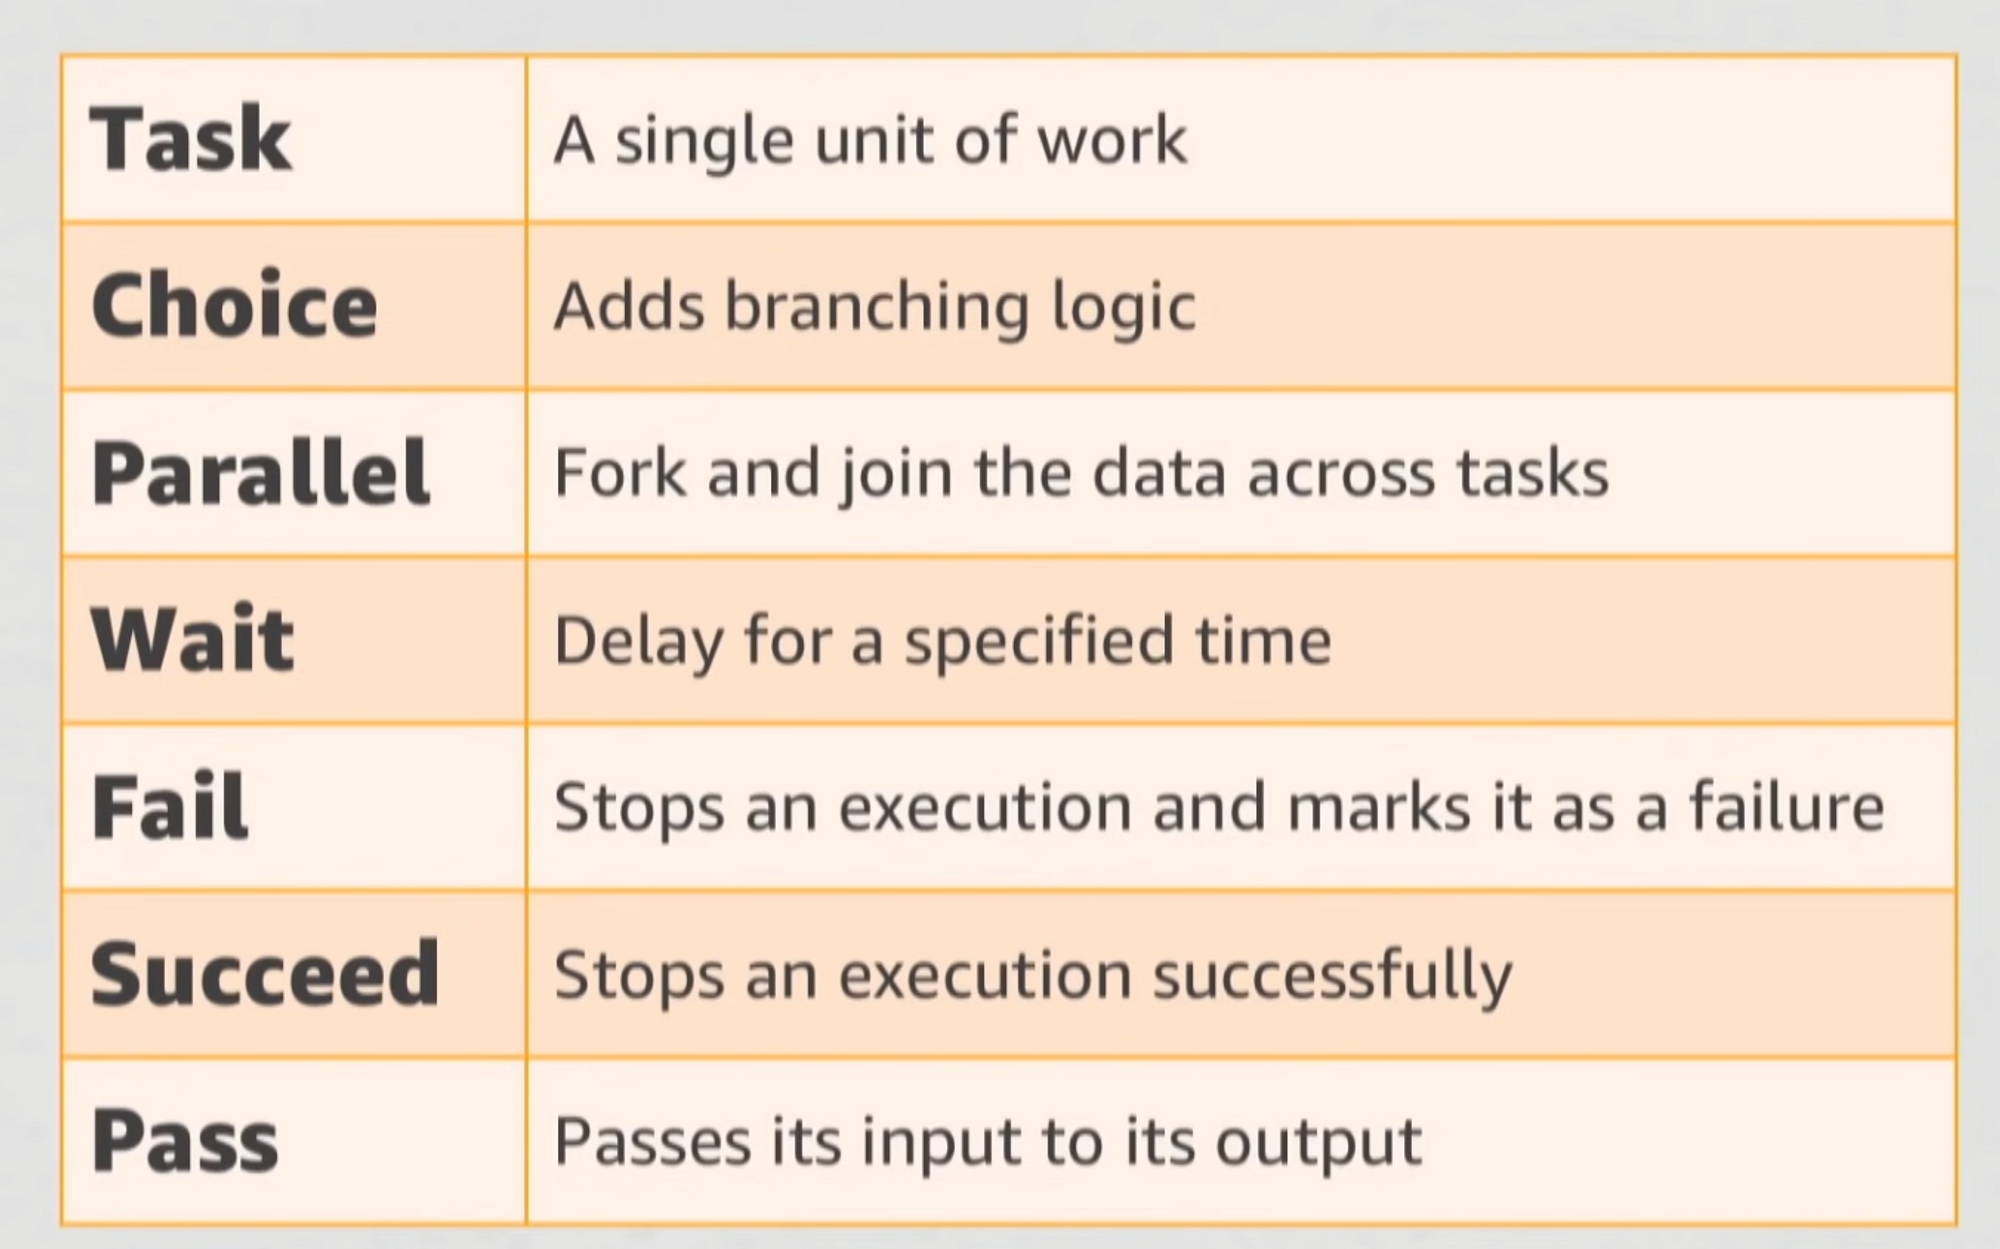 Task A single unit of work
Choice Adds branching logic
Parallel Fork and join the data across tasks
Wait Delay for a specified time
Fail Stops an execution and marks it as a failure
Succeed Stops an execution successfully
Pass Passes its input to its output